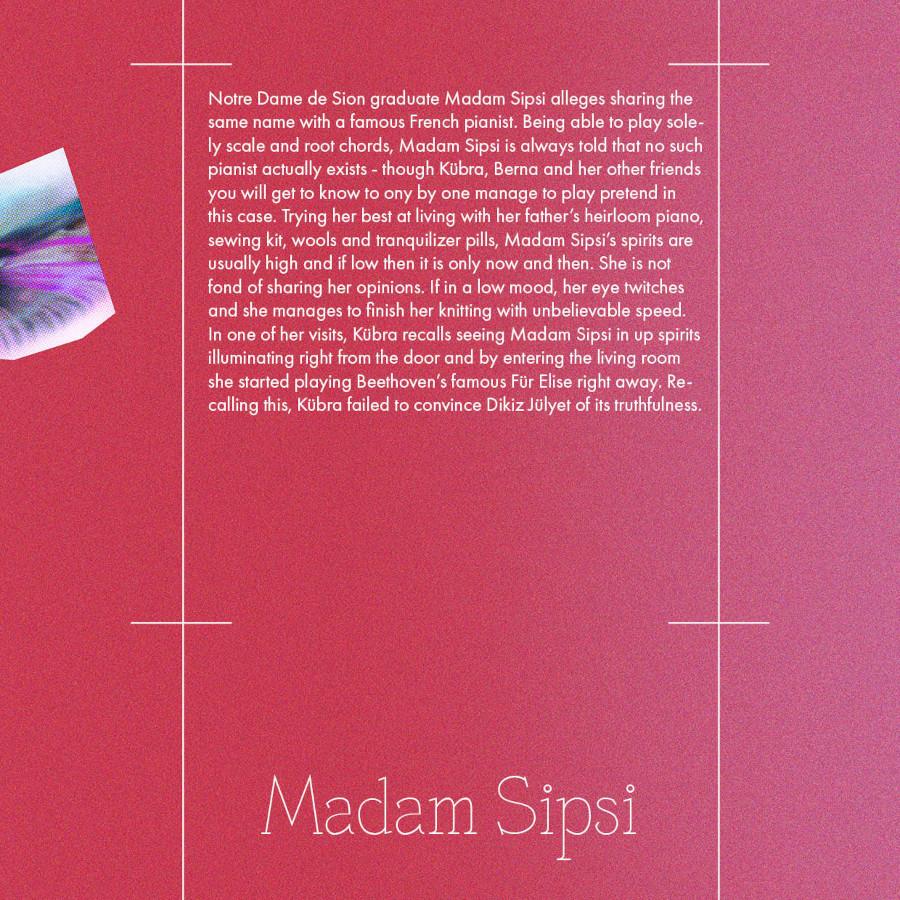 Notre Dame de Sion graduate Madam Sipsi alleges sharing the
same name with a famous French pianist. Being able to play sole-
ly scale and root chords, Madam Sipsi is always told that no such
pianist actually exists - though Kübra, Berna and her other friends
you will get to know to ony by one manage to play pretend in
this case. Trying her best at living with her father’s heirloom piano,
sewing kit, wools and tranquilizer pills, Madam Sipsi’s spirits are
usually high and if low then it is only now and then. She is not
fond of sharing her opinions. If in a low mood, her eye twitches
and she manages to finish her knitting with unbelievable speed.
In one of her visits, Kübra recalls seeing Madam Sipsi in up spirits
illuminating right from the door and by entering the living room
she started playing Beethoven’s famous Für Elise right away. Re-
calling this, Kübra failed to convince Dikiz Jülyet of its truthfulness.
Madam Sipsi